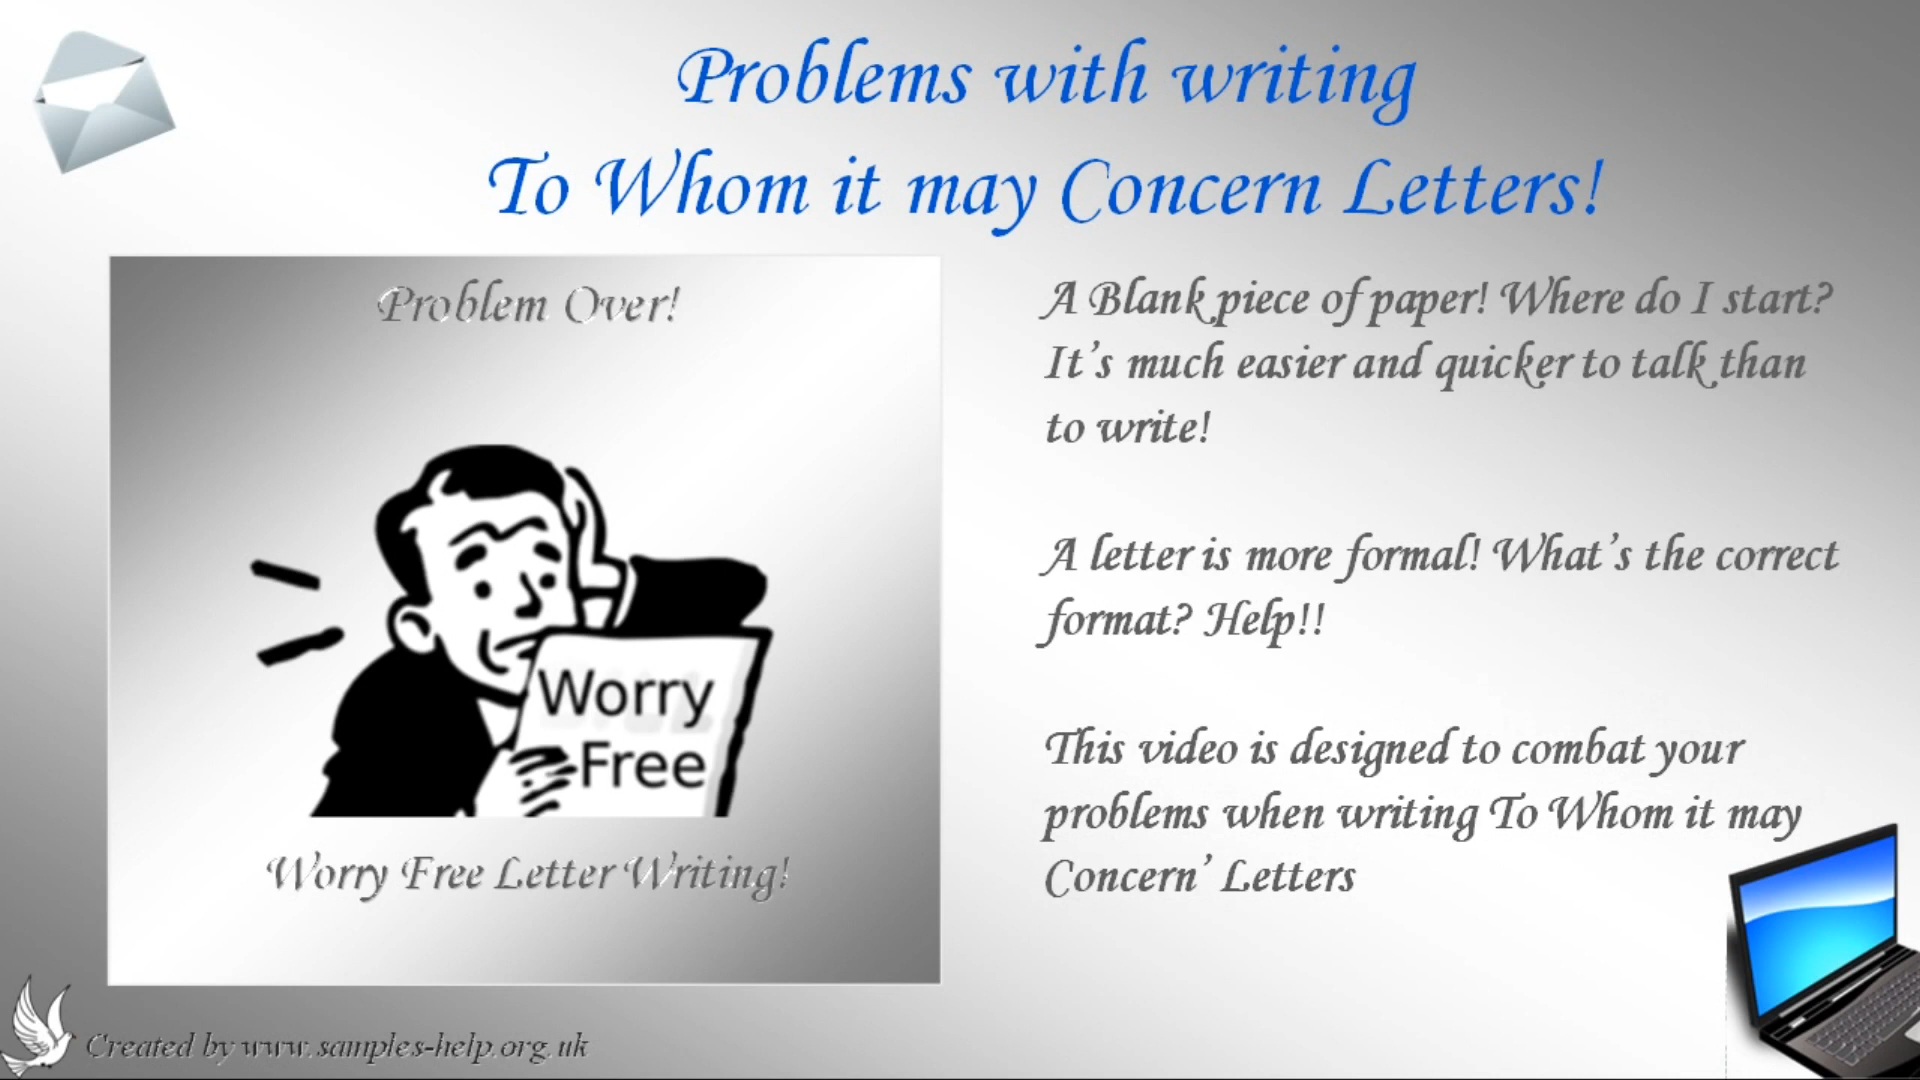 Problems with writing
To Whom it may Concern Letters!
Problem Over!
Worry
Free
Worry Free Letter Writing!
A Blank piece of paper! Where do I start?
It’s much easier and quicker to talk than
to write!
A letter is more formal! What’s the correct
format? Help!!
This video is designed to combat your
problems when writing To Whom it may
Concern’ Letters
Created by www.samples-help.org.uk